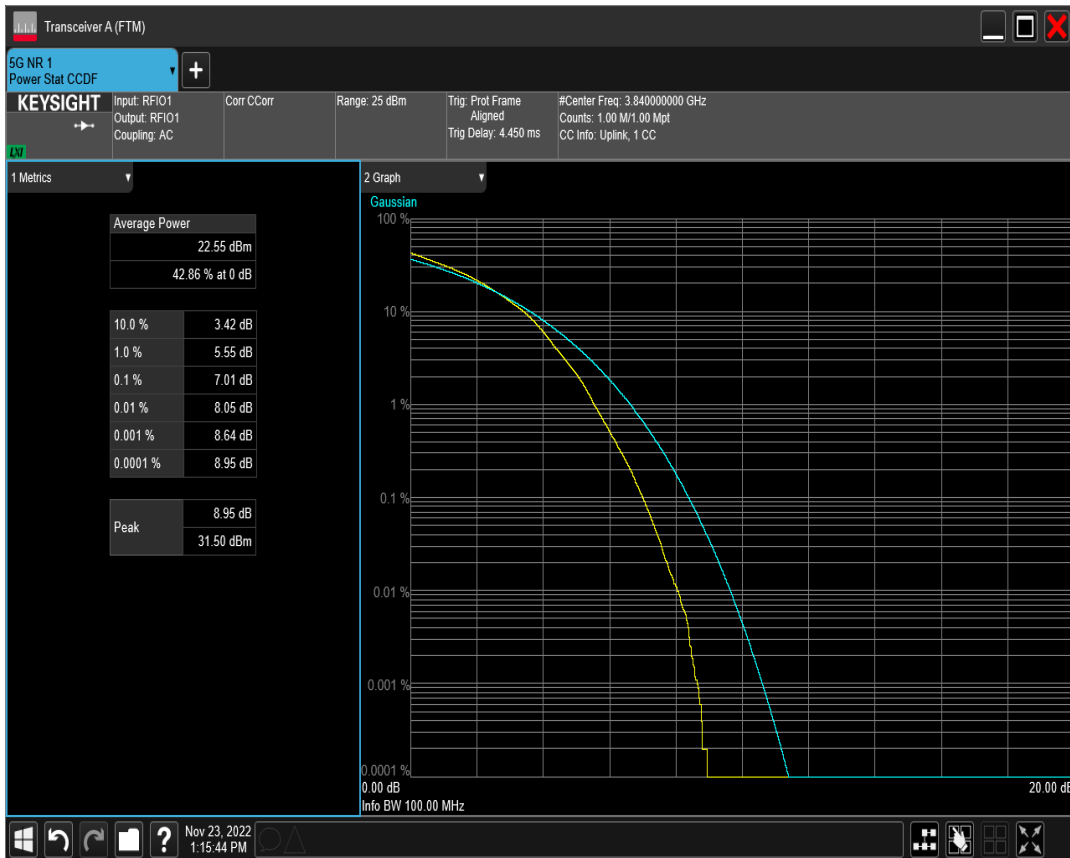 Transceiver A (FTM)
5G NR 1
Power Stat CCDF
+
KEYSIGHT
LXI
Input: RFIO1
Output: RFIO1
Coupling: AC
Corr CCorr
Range: 25 dBm
Trig: Prot Frame
Aligned
Trig Delay: 4.450 ms
#Center Freq: 3.840000000 GHz
Counts: 1.00 M/1.00 Mpt
CC Info: Uplink, 1 CC
1 Metrics
Average Power
22.55 dBm
42.86 % at 0 dB
10.0 % 3.42 dB
1.0 % 5.55 dB
0.1 % 7.01 dB
0.01 % 8.05 dB
0.001 % 8.64 dB
0.0001 % 8.95 dB
Peak
8.95 dB
31.50 dBm
2 Graph
Gaussian
100 %
10 %
1 %
0.1 %
0.01 %
0.001 %
0.0001 %
0.00 dB 20.00 dB
Info BW 100.00 MHz
?
Nov 23, 2022
1:15:44 PM